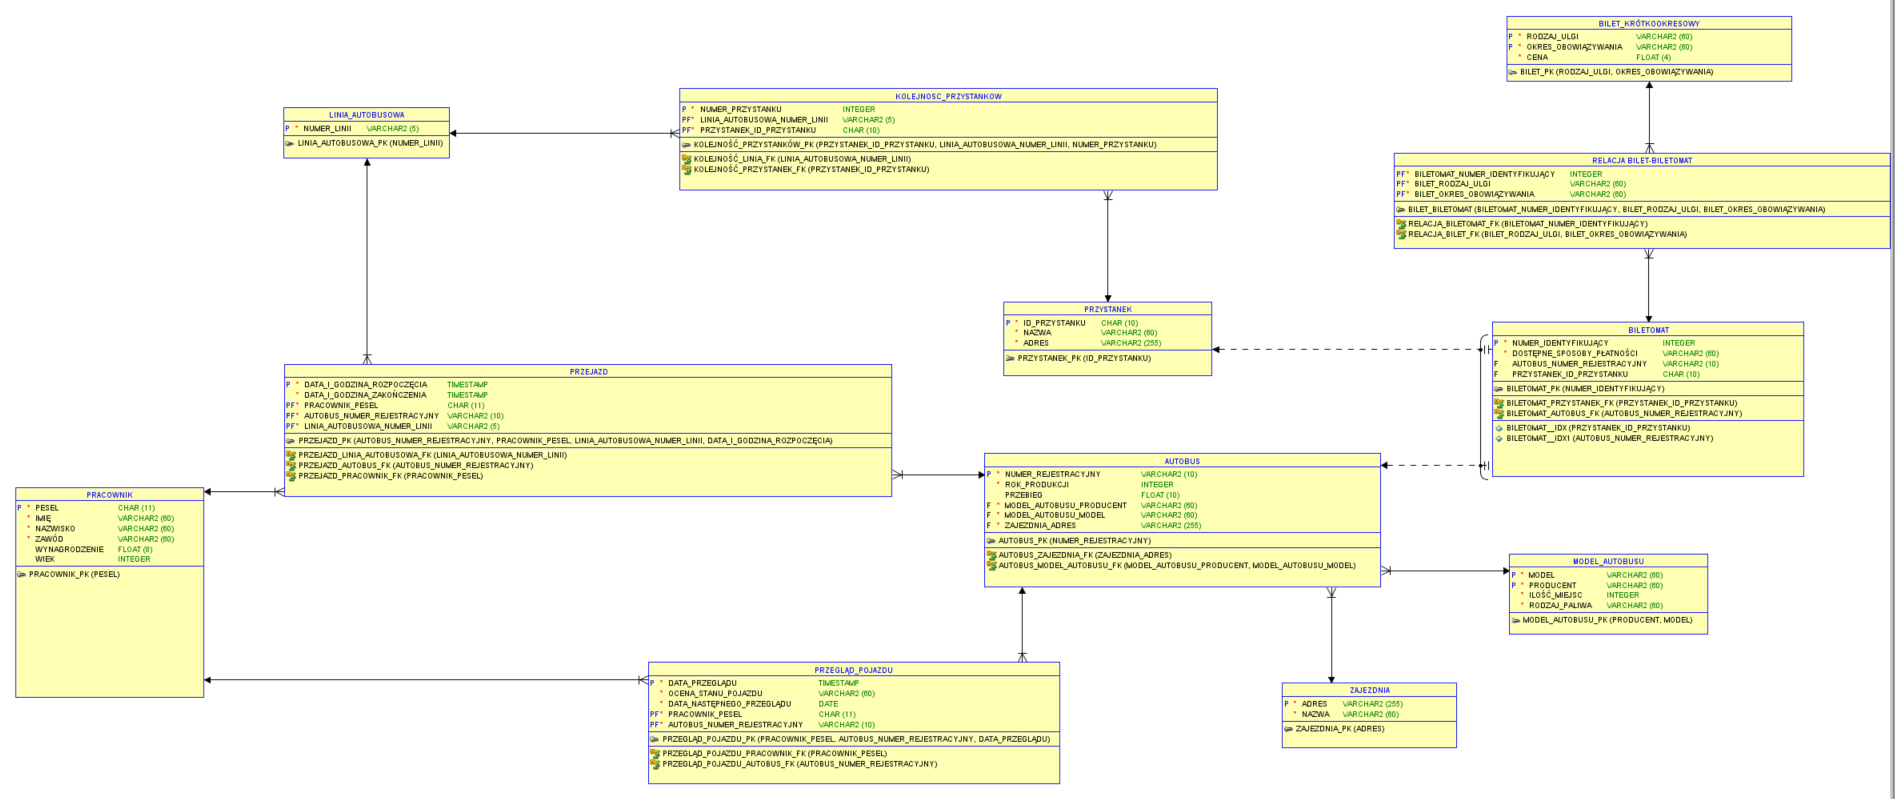 BILET_KRÓTKOOKRESOWY
P * RODZAJ_ULGI VARCHAR2 (60)
P * OKRES_OBOWIĄZYWANIA VARCHAR2 (60)
* CENA FLOAT (4)
BILET_PK (RODZAJ_ULGI, OKRES_OBOWIĄZYWANIA)
LINIA_AUTOBUSOWA
P * NUMER_LINII VARCHAR2 (5)
LINIA_AUTOBUSOWA_PK (NUMER_LINII)
KOLEJNOSC_PRZYSTANKOW
P * NUMER_PRZYSTANKU INTEGER
PF* LINIA_AUTOBUSOWA_NUMER_LINII VARCHAR2 (5)
PF* PRZYSTANEK_ID_PRZYSTANKU CHAR (10)
KOLEJNOŚĆ_PRZYSTANKÓW_PK (PRZYSTANEK_ID_PRZYSTANKU, LINIA_AUTOBUSOWA_NUMER_LINII, NUMER_PRZYSTANKU)
KOLEJNOŚĆ_LINIA_FK (LINIA_AUTOBUSOWA_NUMER_LINII)
KOLEJNOŚĆ_PRZYSTANEK_FK (PRZYSTANEK_ID_PRZYSTANKU)
RELACJA BILET-BILETOMAT
PF* BILETOMAT_NUMER_IDENTYFIKUJĄCY INTEGER
PF* BILET_RODZAJ_ULGI VARCHAR2 (60)
PF* BILET_OKRES_OBOWIĄZYWANIA VARCHAR2 (60)
BILET_BILETOMAT (BILETOMAT_NUMER_IDENTYFIKUJĄCY, BILET_RODZAJ_ULGI, BILET_OKRES_OBOWIĄZYWANIA)
RELACJA_BILETOMAT_FK (BILETOMAT_NUMER_IDENTYFIKUJĄCY)
RELACJA_BILET_FK (BILET_RODZAJ_ULGI, BILET_OKRES_OBOWIĄZYWANIA)
PRZYSTANEK
P * ID_PRZYSTANKU CHAR (10)
* NAZWA VARCHAR2 (60)
* ADRES VARCHAR2 (255)
PRZYSTANEK_PK (ID_PRZYSTANKU)
BILETOMAT
P * NUMER_IDENTYFIKUJĄCY INTEGER
* DOSTĘPNE_SPOSOBY_PŁATNOŚCI VARCHAR2 (60)
F AUTOBUS_NUMER_REJESTRACYJNY VARCHAR2 (10)
F PRZYSTANEK_ID_PRZYSTANKU CHAR (10)
BILETOMAT_PK (NUMER_IDENTYFIKUJĄCY)
BILETOMAT_PRZYSTANEK_FK (PRZYSTANEK_ID_PRZYSTANKU)
BILETOMAT_AUTOBUS_FK (AUTOBUS_NUMER_REJESTRACYJNY)
BILETOMAT__IDX (PRZYSTANEK_ID_PRZYSTANKU)
BILETOMAT__IDX1 (AUTOBUS_NUMER_REJESTRACYJNY)
PRZEJAZD
P * DATA_I_GODZINA_ROZPOCZĘCIA TIMESTAMP
* DATA_I_GODZINA_ZAKOŃCZENIA TIMESTAMP
PF* PRACOWNIK_PESEL CHAR (11)
PF* AUTOBUS_NUMER_REJESTRACYJNY VARCHAR2 (10)
PF* LINIA_AUTOBUSOWA_NUMER_LINII VARCHAR2 (5)
PRZEJAZD_PK (AUTOBUS_NUMER_REJESTRACYJNY, PRACOWNIK_PESEL, LINIA_AUTOBUSOWA_NUMER_LINII, DATA_I_GODZINA_ROZPOCZĘCIA)
PRZEJAZD_LINIA_AUTOBUSOWA_FK (LINIA_AUTOBUSOWA_NUMER_LINII)
PRZEJAZD_AUTOBUS_FK (AUTOBUS_NUMER_REJESTRACYJNY)
PRZEJAZD_PRACOWNIK_FK (PRACOWNIK_PESEL)
AUTOBUS
P * NUMER_REJESTRACYJNY VARCHAR2 (10)
* ROK_PRODUKCJI INTEGER
PRZEBIEG FLOAT (10)
F * MODEL_AUTOBUSU_PRODUCENT VARCHAR2 (60)
F * MODEL_AUTOBUSU_MODEL VARCHAR2 (60)
F * ZAJEZDNIA_ADRES VARCHAR2 (255)
AUTOBUS_PK (NUMER_REJESTRACYJNY)
AUTOBUS_ZAJEZDNIA_FK (ZAJEZDNIA_ADRES)
AUTOBUS_MODEL_AUTOBUSU_FK (MODEL_AUTOBUSU_PRODUCENT, MODEL_AUTOBUSU_MODEL)
PRACOWNIK
P * PESEL CHAR (11)
* IMIĘ VARCHAR2 (60)
* NAZWISKO VARCHAR2 (60)
* ZAWÓD VARCHAR2 (60)
WYNAGRODZENIE FLOAT (8)
WIEK INTEGER
PRACOWNIK_PK (PESEL)
MODEL_AUTOBUSU
P * MODEL VARCHAR2 (60)
P * PRODUCENT VARCHAR2 (60)
* ILOŚĆ_MIEJSC INTEGER
* RODZAJ_PALIWA VARCHAR2 (60)
MODEL_AUTOBUSU_PK (PRODUCENT, MODEL)
PRZEGLĄD_POJAZDU
P * DATA_PRZEGLĄDU TIMESTAMP
* OCENA_STANU_POJAZDU VARCHAR2 (60)
* DATA_NASTĘPNEGO_PRZEGLĄDU DATE
PF* PRACOWNIK_PESEL CHAR (11)
PF* AUTOBUS_NUMER_REJESTRACYJNY VARCHAR2 (10)
PRZEGLĄD_POJAZDU_PK (PRACOWNIK_PESEL, AUTOBUS_NUMER_REJESTRACYJNY, DATA_PRZEGLĄDU)
PRZEGLĄD_POJAZDU_PRACOWNIK_FK (PRACOWNIK_PESEL)
PRZEGLĄD_POJAZDU_AUTOBUS_FK (AUTOBUS_NUMER_REJESTRACYJNY)
ZAJEZDNIA
P * ADRES VARCHAR2 (255)
* NAZWA VARCHAR2 (60)
ZAJEZDNIA_PK (ADRES)